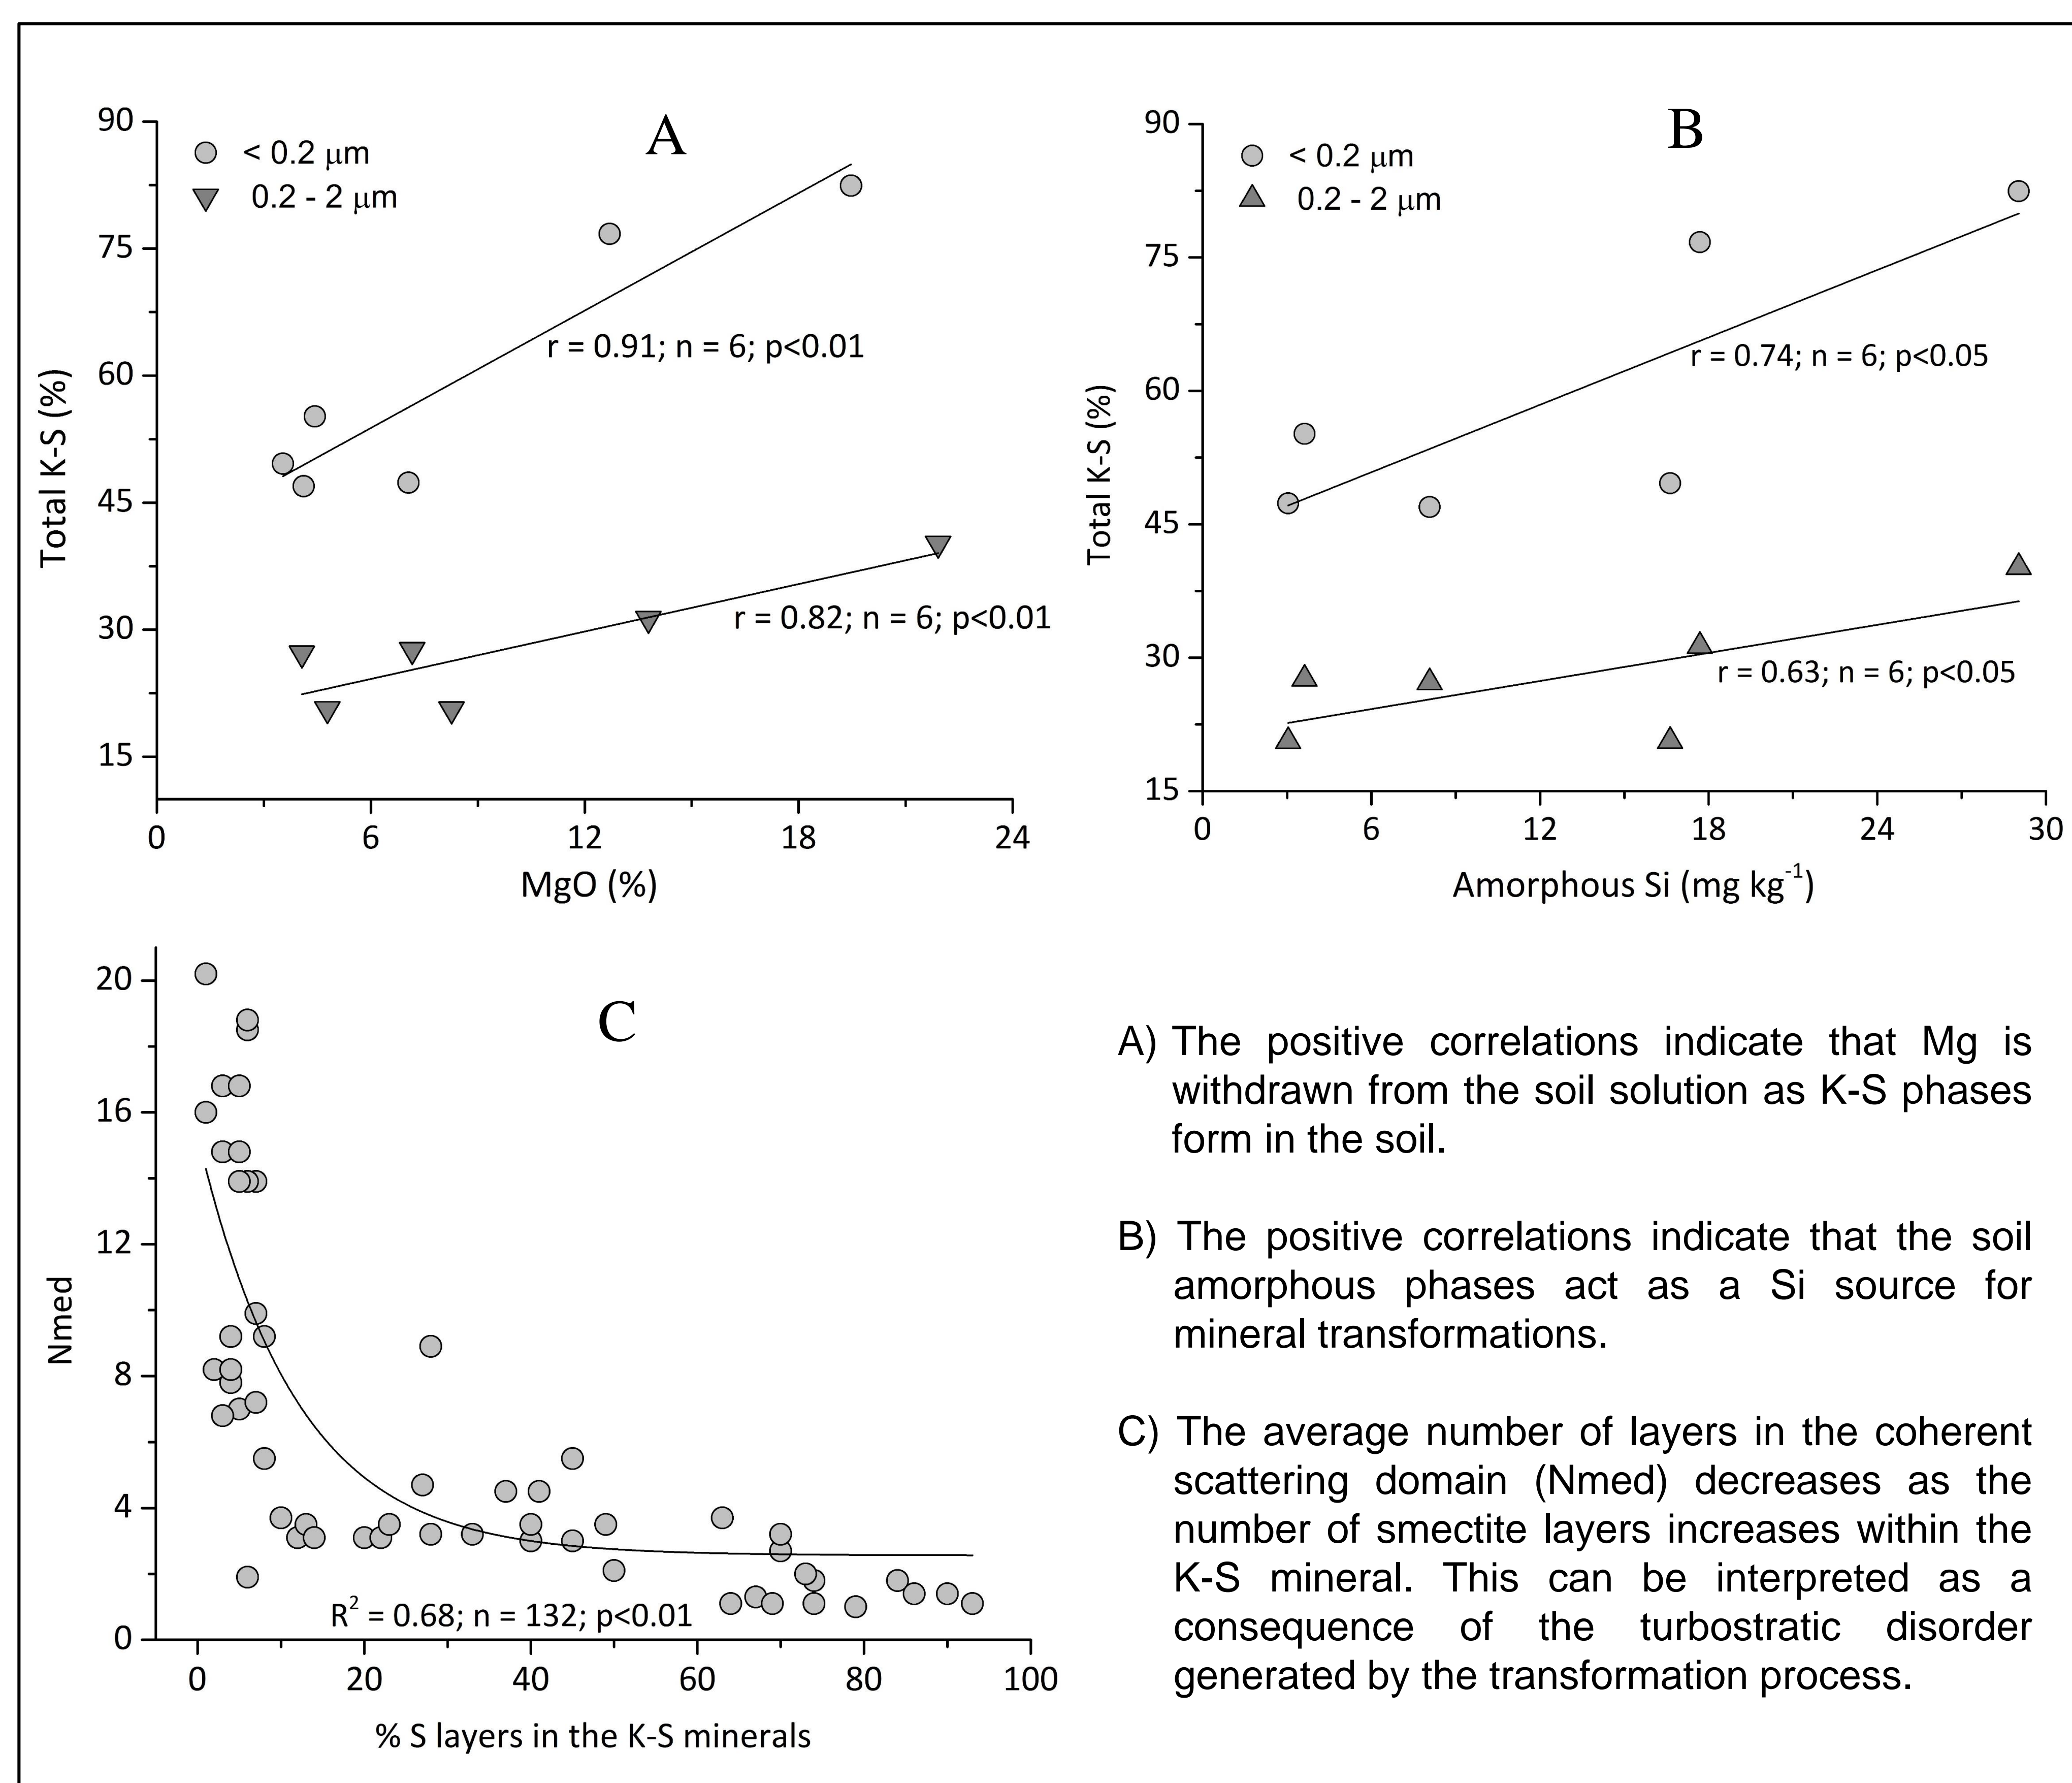 A
< 0.2 μm
0.2 - 2 μm
90
75
60
45
30
15
Total K-S (%)
r = 0.91; n = 6; p<0.01
r = 0.82; n = 6; p<0.01
0 6 12 18 24
MgO (%)
B
< 0.2 μm
0.2 - 2 μm
90
75
60
45
30
15
Total K-S (%)
r = 0.74; n = 6; p<0.05
r = 0.63; n = 6; p<0.05
0 6 12 18 24 30
Amorphous Si (mg kg⁻¹)
C
20
16
12
8
4
0
Nmed
R² = 0.68; n = 132; p<0.01
0 20 40 60 80 100
% S layers in the K-S minerals
A) The positive correlations indicate that Mg is
withdrawn from the soil solution as K-S phases
form in the soil.
B) The positive correlations indicate that the soil
amorphous phases act as a Si source for
mineral transformations.
C) The average number of layers in the coherent
scattering domain (Nmed) decreases as the
number of smectite layers increases within the
K-S mineral. This can be interpreted as a
consequence of the turbostratic disorder
generated by the transformation process.